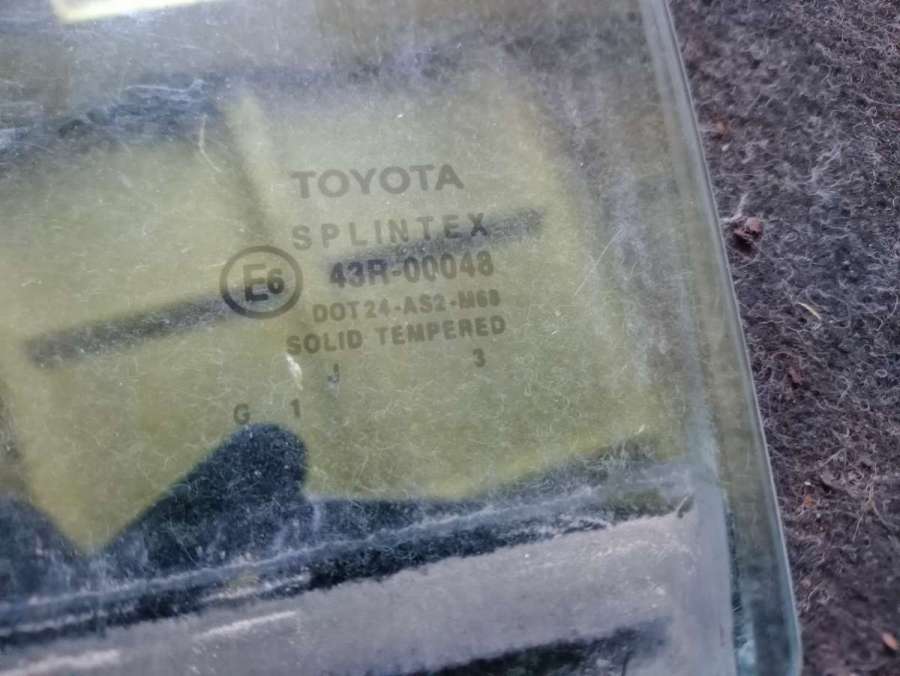 TOYOTA
SPLINTEX
E6 43R-00048
DOT24-AS2-M68
SOLID TEMPERED
J 3
G 1